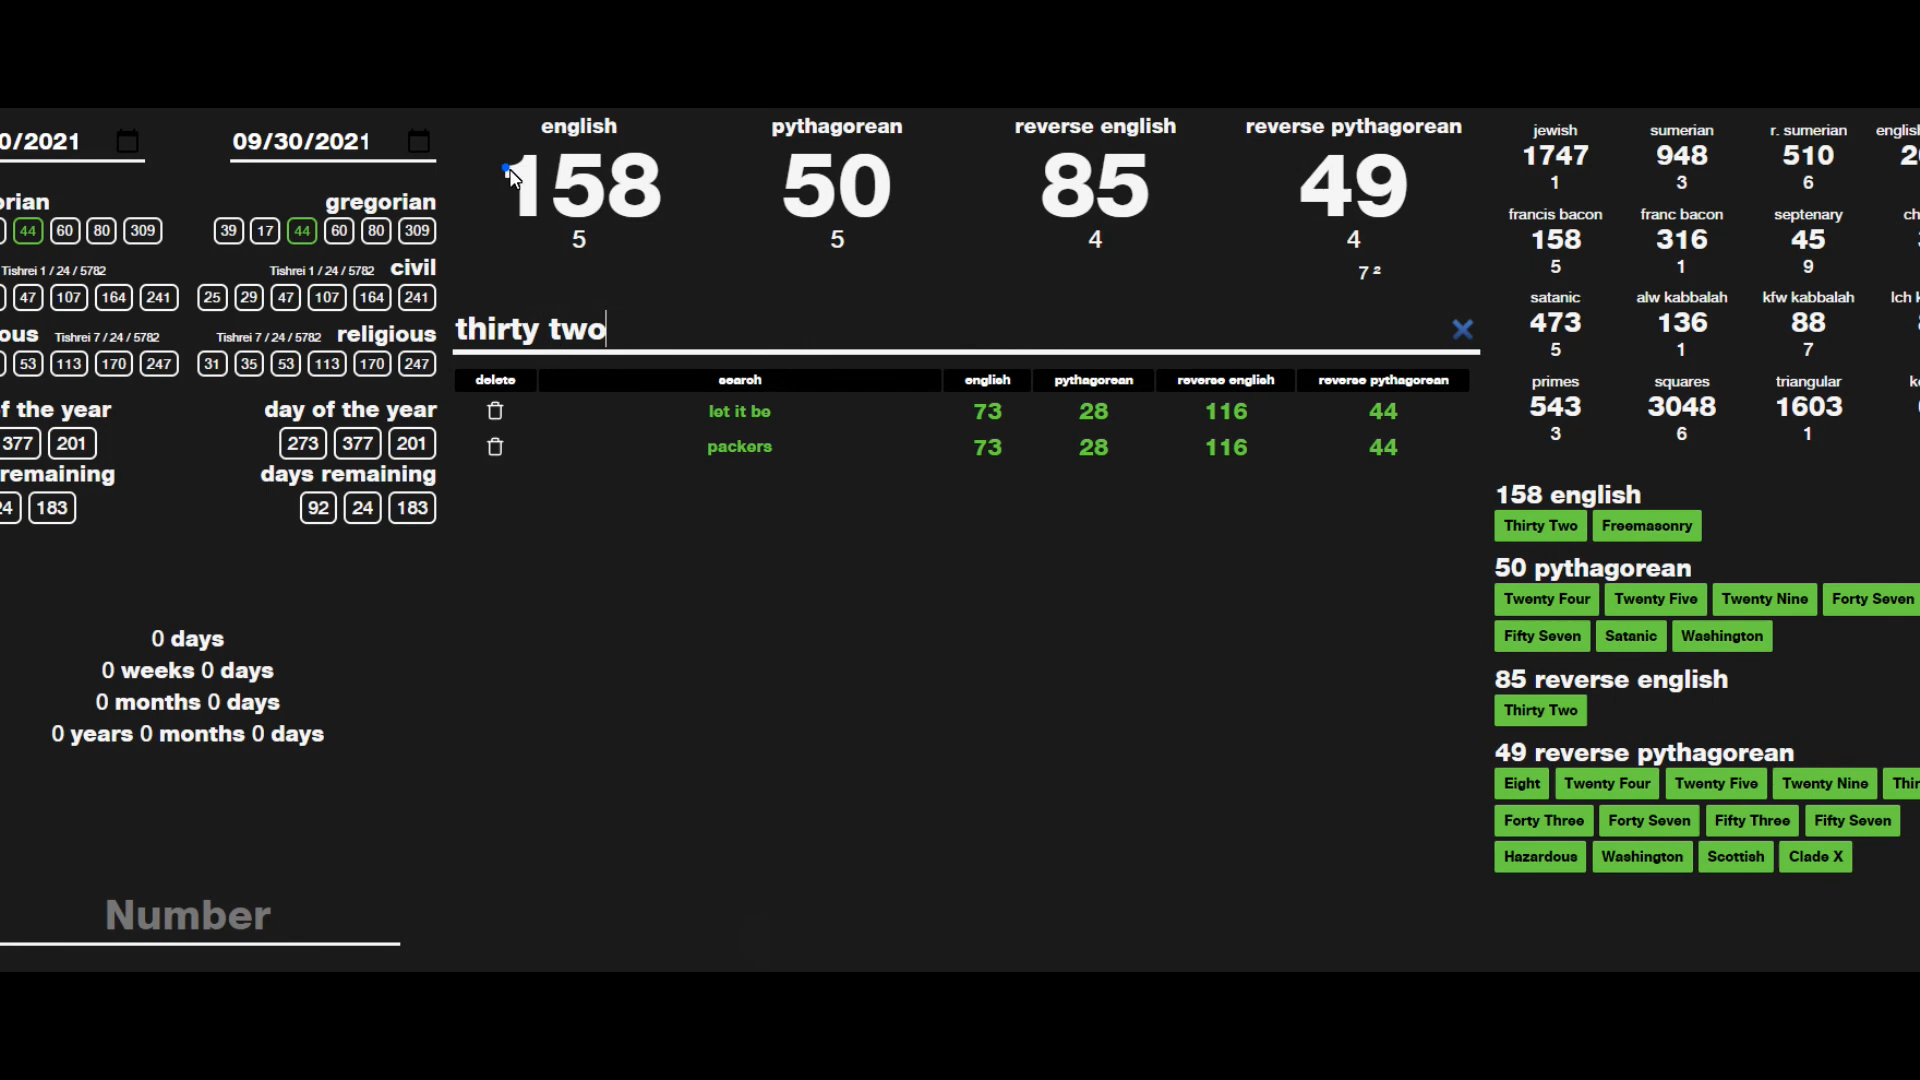 0/2021
09/30/2021
orian
44 60 80 309
gregorian
39 17 44 60 80 309
Tishrei 1 / 24 / 5782
47 107 164 241
Tishrei 1 / 24 / 5782 civil
25 29 47 107 164 241
ous Tishrei 7 / 24 / 5782
53 113 170 247
Tishrei 7 / 24 / 5782 religious
31 35 53 113 170 247
f the year
377 201
day of the year
273 377 201
remaining
24 183
days remaining
92 24 183
0 days
0 weeks 0 days
0 months 0 days
0 years 0 months 0 days
Number
english pythagorean reverse english reverse pythagorean
158 50 85 49
5 5 4 4
7 ²
thirty two
delete search english pythagorean reverse english reverse pythagorean
let it be 73 28 116 44
packers 73 28 116 44
jewish sumerian r. sumerian english
1747 948 510
1 3 6
francis bacon franc bacon septenary ch
158 316 45
5 1 9
satanic alw kabbalah kfw kabbalah lch k
473 136 88
5 1 7
primes squares triangular
543 3048 1603
3 6 1
158 english
Thirty Two Freemasonry
50 pythagorean
Twenty Four Twenty Five Twenty Nine Forty Seven
Fifty Seven Satanic Washington
85 reverse english
Thirty Two
49 reverse pythagorean
Eight Twenty Four Twenty Five Twenty Nine Thir
Forty Three Forty Seven Fifty Three Fifty Seven
Hazardous Washington Scottish Clade X